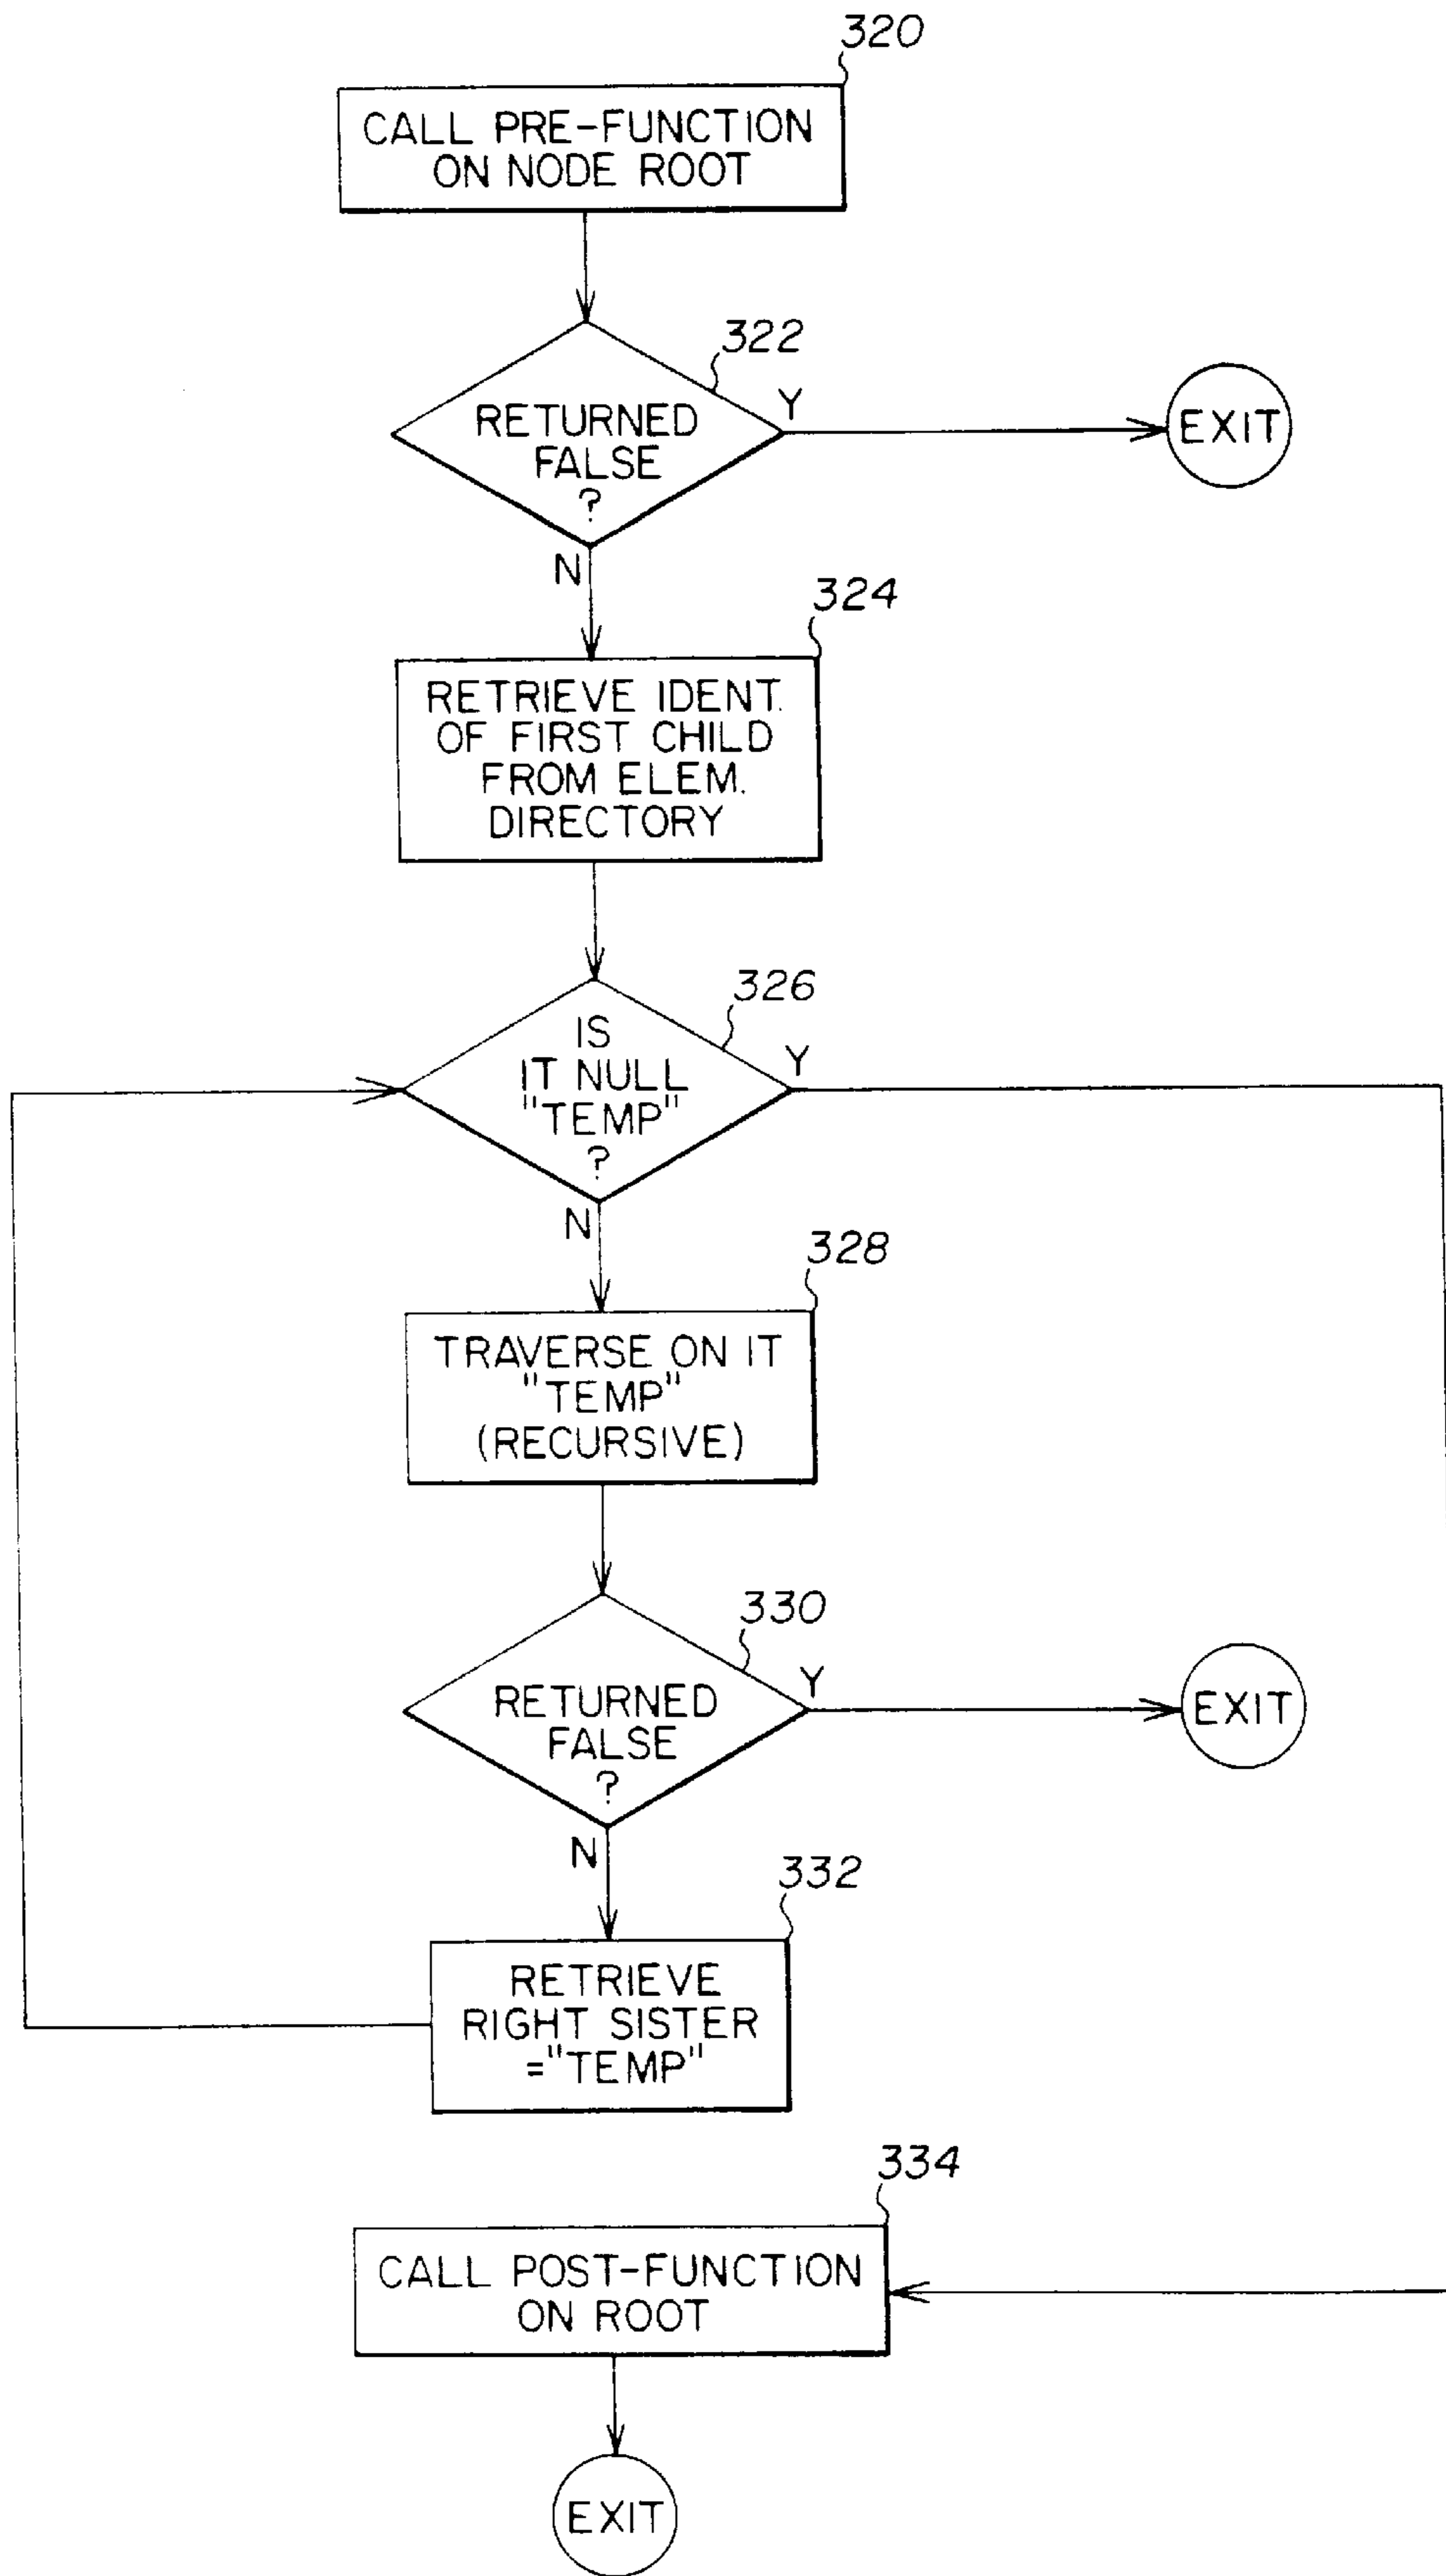 320
CALL PRE-FUNCTION
ON NODE ROOT
322
RETURNED
FALSE
?
Y
EXIT
N
324
RETRIEVE IDENT.
OF FIRST CHILD
FROM ELEM.
DIRECTORY
326
IS
IT NULL
"TEMP"
?
Y
N
328
TRAVERSE ON IT
"TEMP"
(RECURSIVE)
330
RETURNED
FALSE
?
Y
EXIT
N
332
RETRIEVE
RIGHT SISTER
="TEMP"
334
CALL POST-FUNCTION
ON ROOT
EXIT